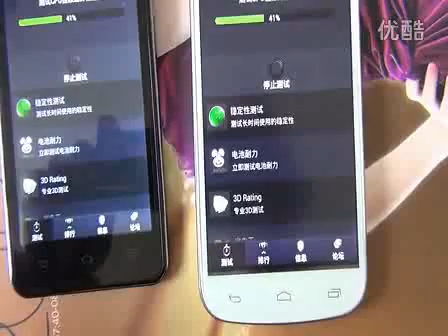 优酷
41%
停止测试
稳定性测试
测试长时间使用的稳定性
电池耐力
立即测试电池耐力
3D Rating
专业3D测试
测试
排行
信息
论坛
41%
停止测试
稳定性测试
测试长时间使用的稳定性
电池耐力
立即测试电池耐力
3D Rating
专业3D测试
测试
排行
信息
论坛